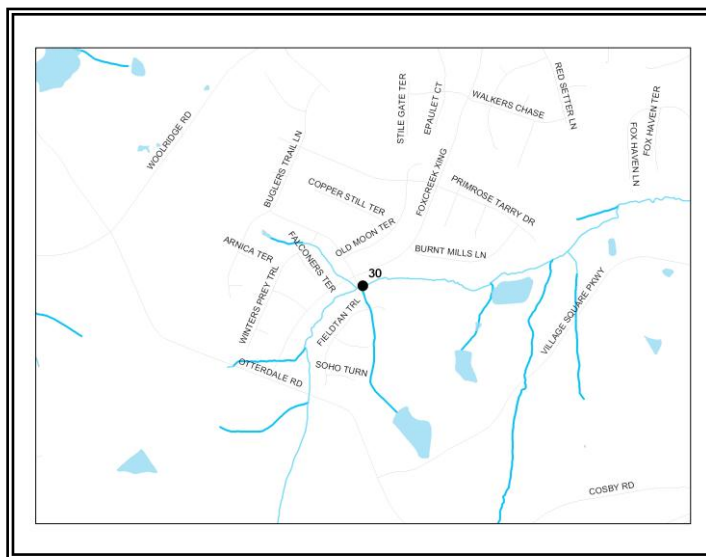 RED SETTER LN
WALKERS CHASE
STILE GATE TER
EPAULET CT
FOX HAVEN TER
FOX HAVEN LN
WOOLRIDGE RD
BUGLERS TRAIL LN
FOXCREEK XING
COPPER STILL TER
PRIMROSE TARRY DR
OLD MOON TER
ARNICA TER
FALCONERS TER
BURNT MILLS LN
30
WINTERS PREY TRL
FIELDTAN TRL
VILLAGE SQUARE PKWY
OTTERDALE RD
SOHO TURN
COSBY RD